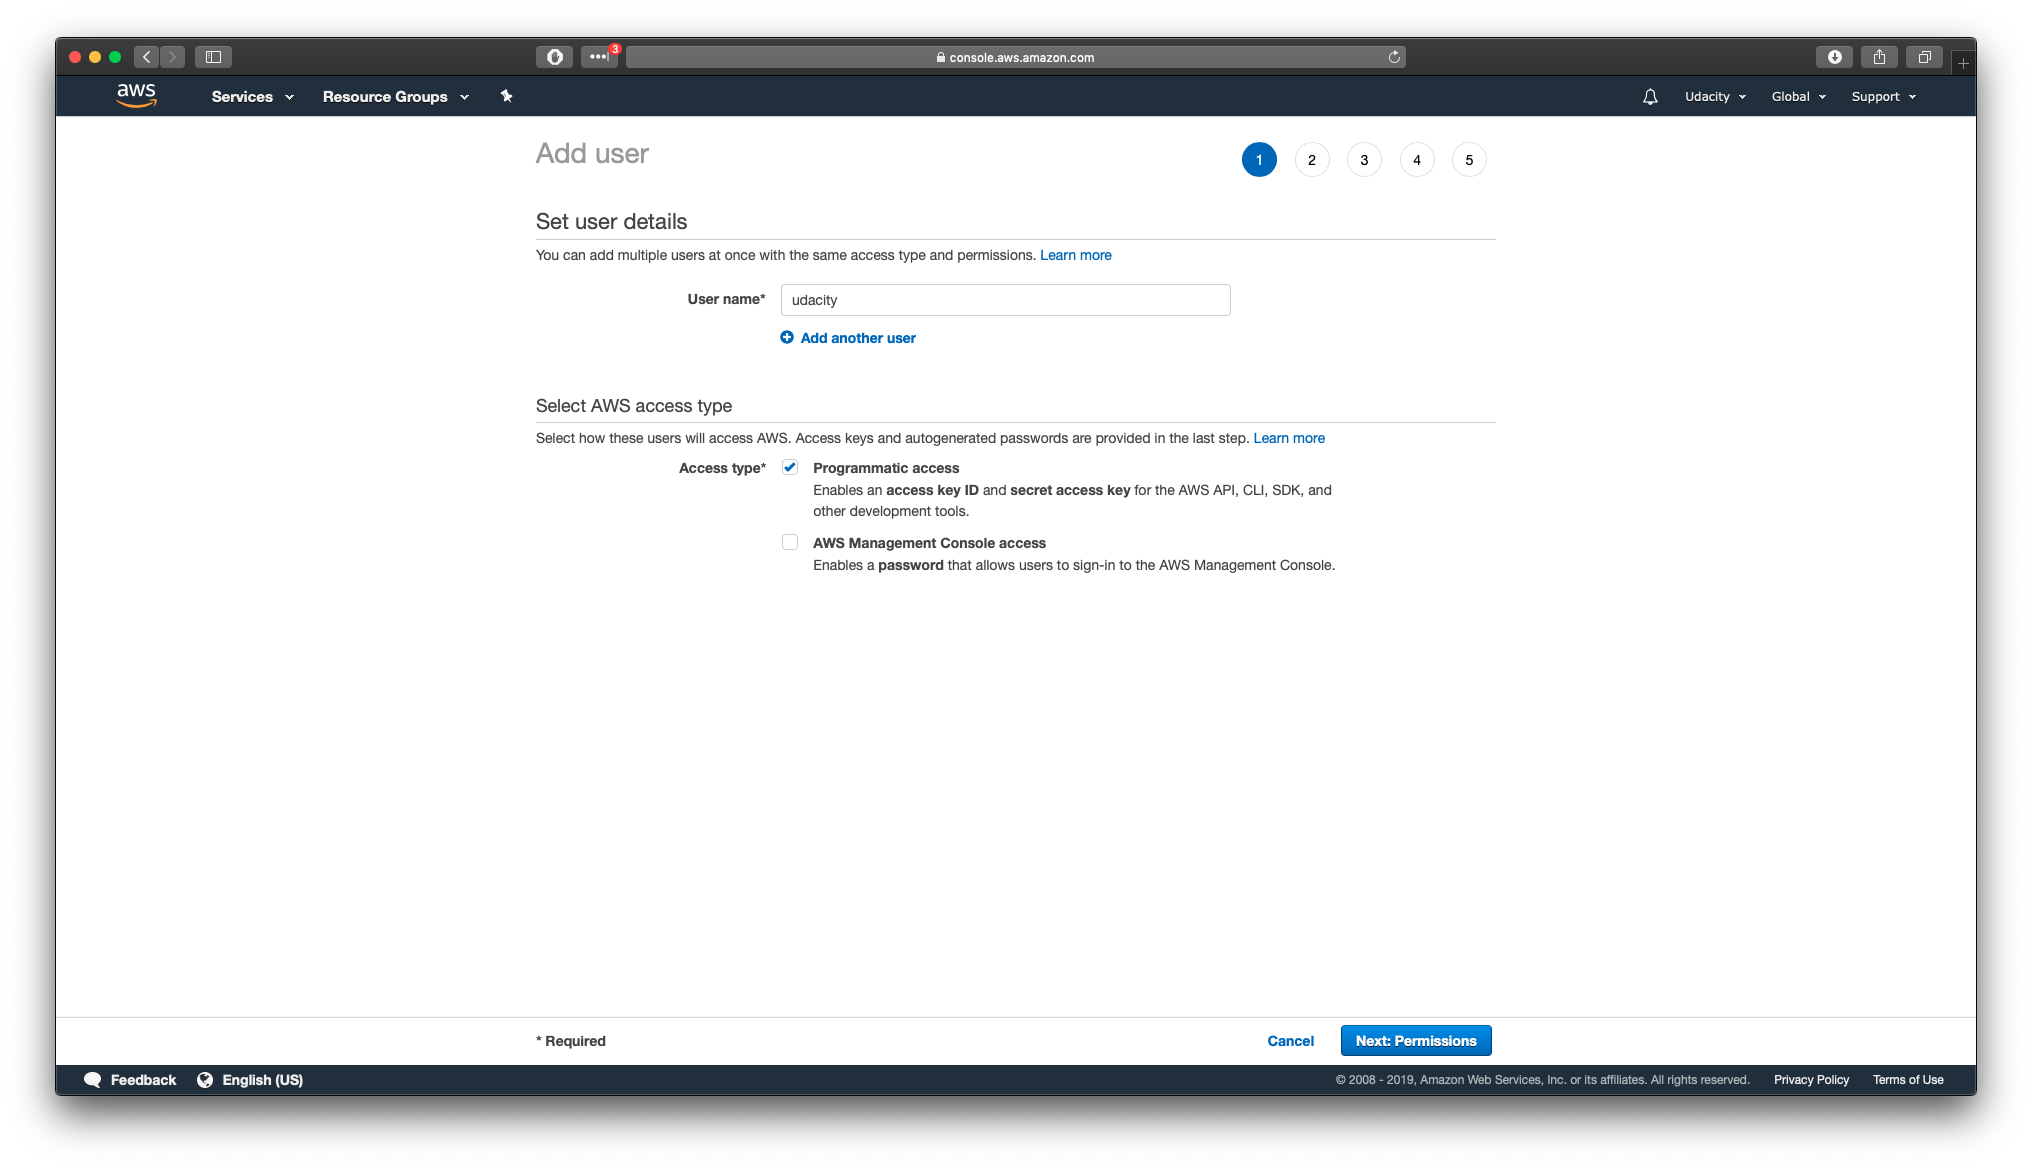 3
console.aws.amazon.com
aws
Services
Resource Groups
Udacity
Global
Support
Add user
1 2 3 4 5
Set user details
You can add multiple users at once with the same access type and permissions. Learn more
User name*
udacity
Add another user
Select AWS access type
Select how these users will access AWS. Access keys and autogenerated passwords are provided in the last step. Learn more
Access type*
Programmatic access
Enables an access key ID and secret access key for the AWS API, CLI, SDK, and
other development tools.
AWS Management Console access
Enables a password that allows users to sign-in to the AWS Management Console.
* Required
Cancel
Next: Permissions
Feedback
English (US)
© 2008 - 2019, Amazon Web Services, Inc. or its affiliates. All rights reserved.
Privacy Policy
Terms of Use